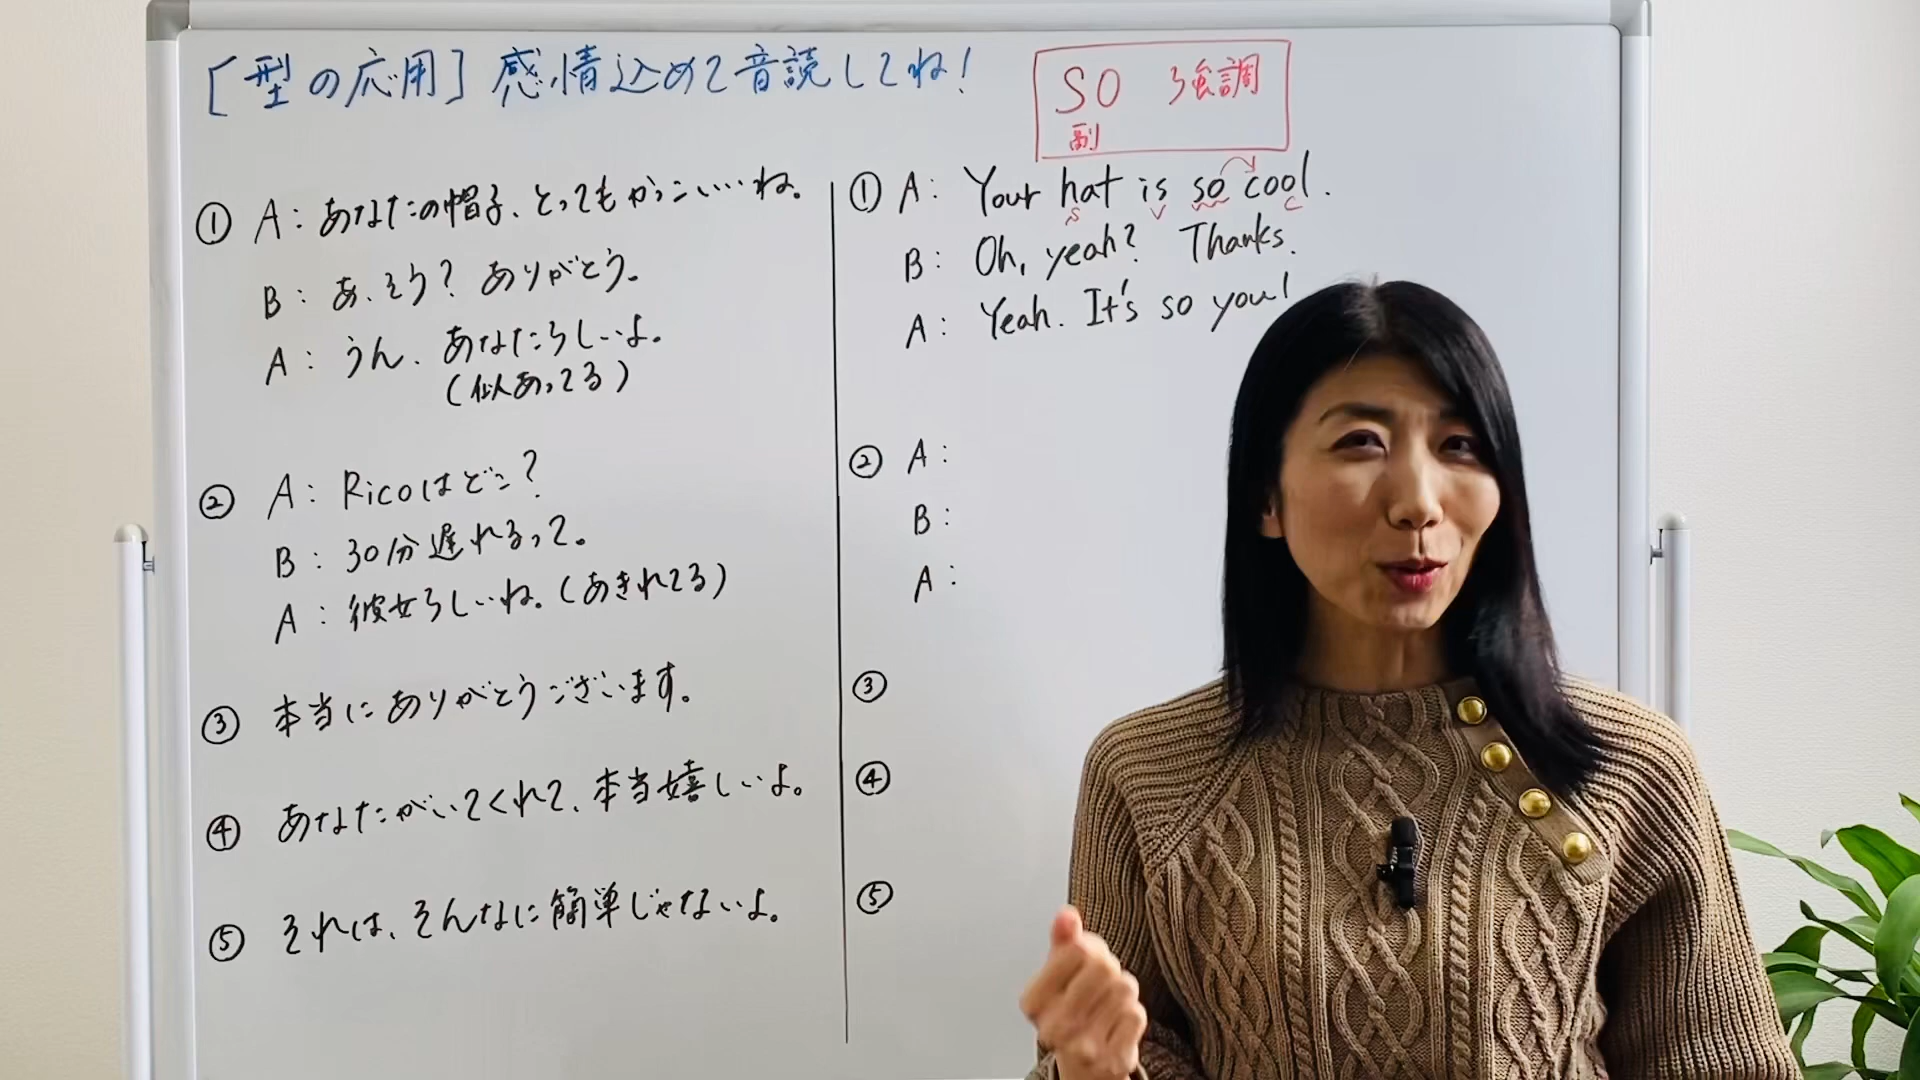 [型の応用] 感情込めて音読してね!
SO 強調
副
① A: あなたの帽子、とってもかっこいいね。
B: あ、そう? ありがとう。
A: うん、あなたらしいよ。
(似あってる)
② A: Ricoはどこ?
B: 30分遅れるって。
A: 彼女らしいね。(あきれてる)
③ 本当にありがとうございます。
④ あなたがいてくれて、本当嬉しいよ。
⑤ それは、そんなに簡単じゃないよ。
① A: Your hat is so cool.
S V C
B: Oh, yeah? Thanks.
A: Yeah. It's so you!
② A:
B:
A:
③
④
⑤